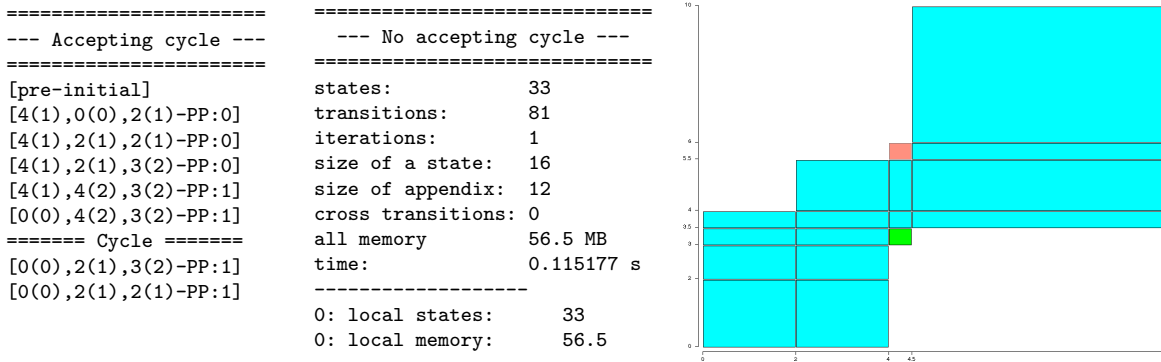 ========================
--- Accepting cycle ---
========================
[pre-initial]
[4(1),0(0),2(1)-PP:0]
[4(1),2(1),2(1)-PP:0]
[4(1),2(1),3(2)-PP:0]
[4(1),4(2),3(2)-PP:1]
[0(0),4(2),3(2)-PP:1]
======= Cycle =======
[0(0),2(1),3(2)-PP:1]
[0(0),2(1),2(1)-PP:1]
==============================
--- No accepting cycle ---
==============================
states: 33
transitions: 81
iterations: 1
size of a state: 16
size of appendix: 12
cross transitions: 0
all memory 56.5 MB
time: 0.115177 s
-------------------
0: local states: 33
0: local memory: 56.5
10
6
5.5
4
3.5
3
2
0
0 2 4 4.5